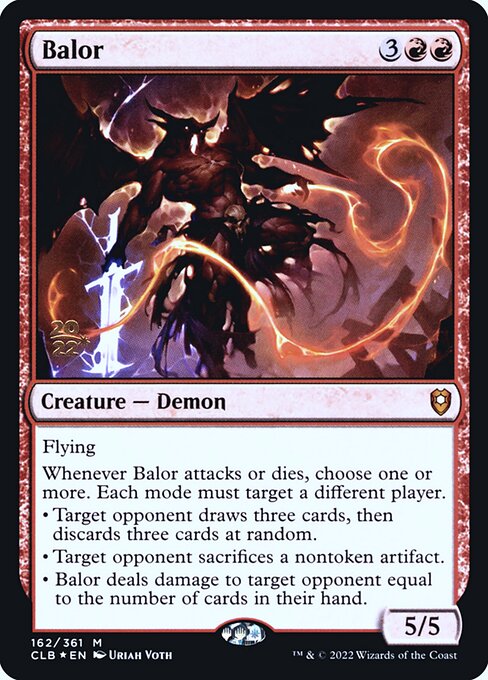 Balor
3
20
22
Creature — Demon
Flying
Whenever Balor attacks or dies, choose one or
more. Each mode must target a different player.
• Target opponent draws three cards, then
discards three cards at random.
• Target opponent sacrifices a nontoken artifact.
• Balor deals damage to target opponent equal
to the number of cards in their hand.
5/5
162/361 M
CLB ★ EN Uriah Voth
™ & © 2022 Wizards of the Coast